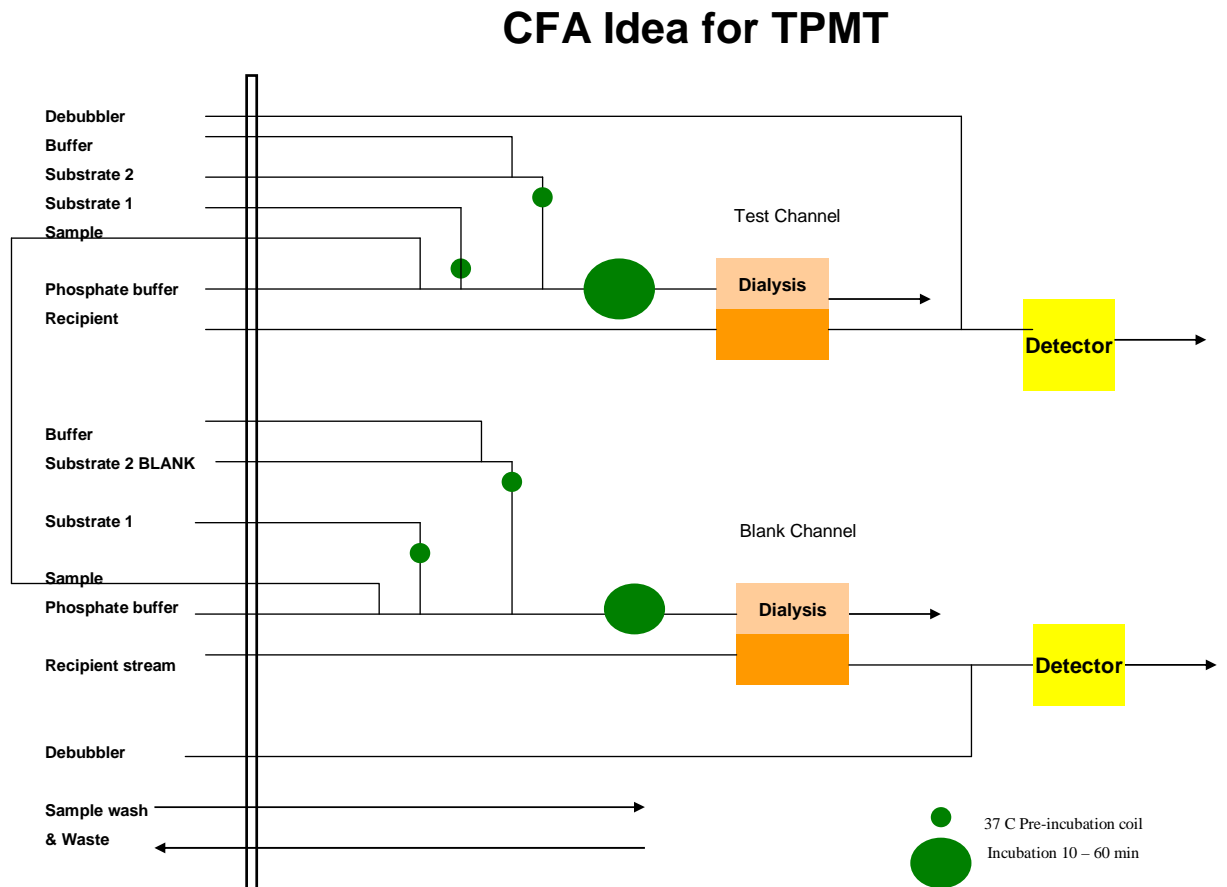 CFA Idea for TPMT
Debubbler
Buffer
Substrate 2
Substrate 1
Sample
Phosphate buffer
Recipient
Test Channel
Dialysis
Detector
Buffer
Substrate 2 BLANK
Substrate 1
Sample
Phosphate buffer
Recipient stream
Blank Channel
Dialysis
Detector
Debubbler
Sample wash
& Waste
37 C Pre-incubation coil
Incubation 10 – 60 min